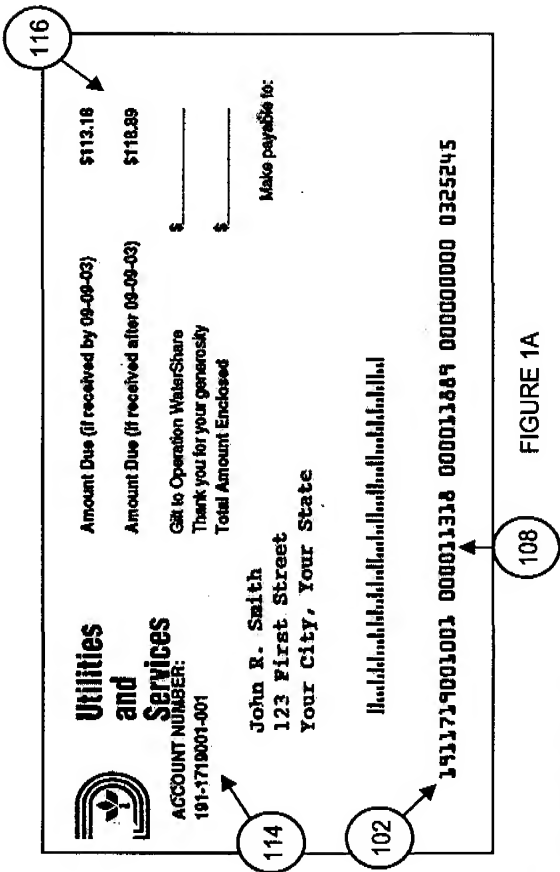 116
Utilities
and
Services
ACCOUNT NUMBER:
191-1719001-001
Amount Due (if received by 09-09-03) $113.18
Amount Due (if received after 09-09-03) $118.89
Gift to Operation WaterShare $
Thank you for your generosity
Total Amount Enclosed $
Make payable to:
114
John R. Smith
123 First Street
Your City, Your State
102
1911719001001 000011318 000011889 000000000 0325245
108
FIGURE 1A